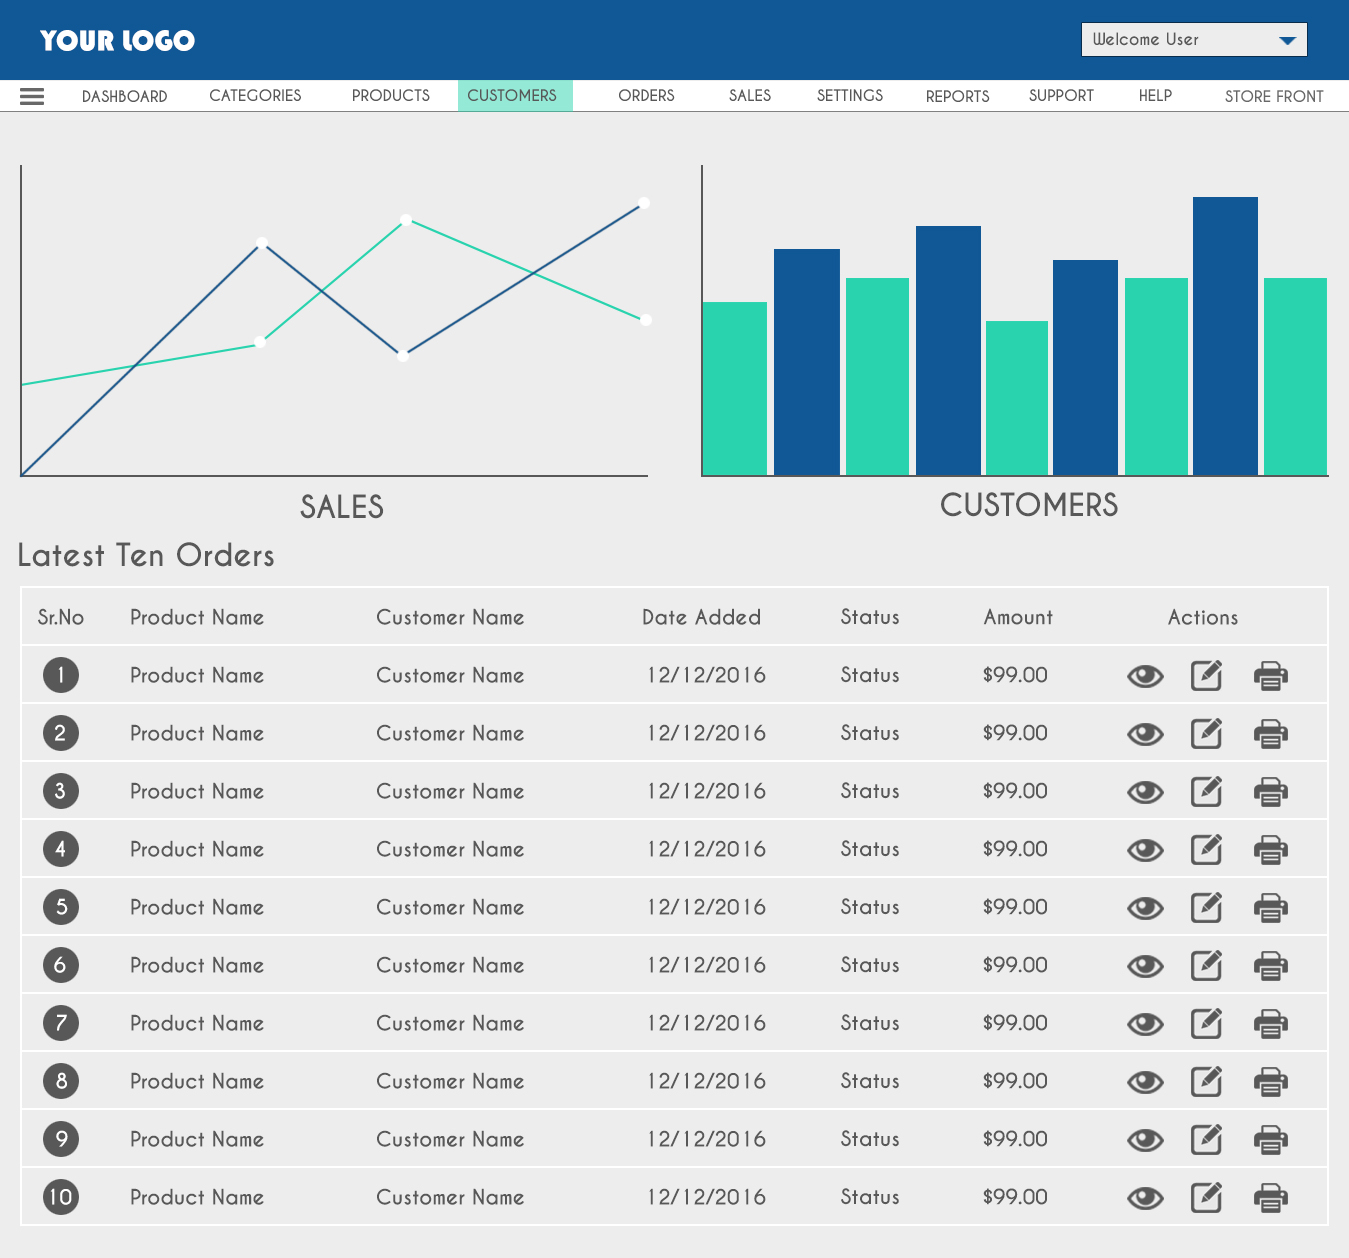 YOUR LOGO
Welcome User
DASHBOARD CATEGORIES PRODUCTS CUSTOMERS ORDERS SALES SETTINGS REPORTS SUPPORT HELP STORE FRONT
SALES
CUSTOMERS
Latest Ten Orders
Sr.No Product Name Customer Name Date Added Status Amount Actions
1 Product Name Customer Name 12/12/2016 Status $99.00
2 Product Name Customer Name 12/12/2016 Status $99.00
3 Product Name Customer Name 12/12/2016 Status $99.00
4 Product Name Customer Name 12/12/2016 Status $99.00
5 Product Name Customer Name 12/12/2016 Status $99.00
6 Product Name Customer Name 12/12/2016 Status $99.00
7 Product Name Customer Name 12/12/2016 Status $99.00
8 Product Name Customer Name 12/12/2016 Status $99.00
9 Product Name Customer Name 12/12/2016 Status $99.00
10 Product Name Customer Name 12/12/2016 Status $99.00